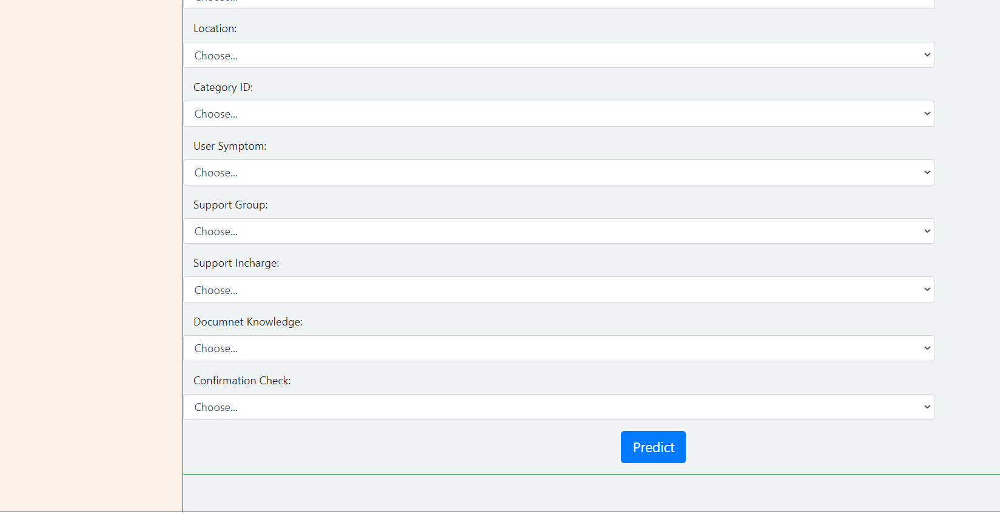 Location:
Choose...
Category ID:
Choose...
User Symptom:
Choose...
Support Group:
Choose...
Support Incharge:
Choose...
Documnet Knowledge:
Choose...
Confirmation Check:
Choose...
Predict